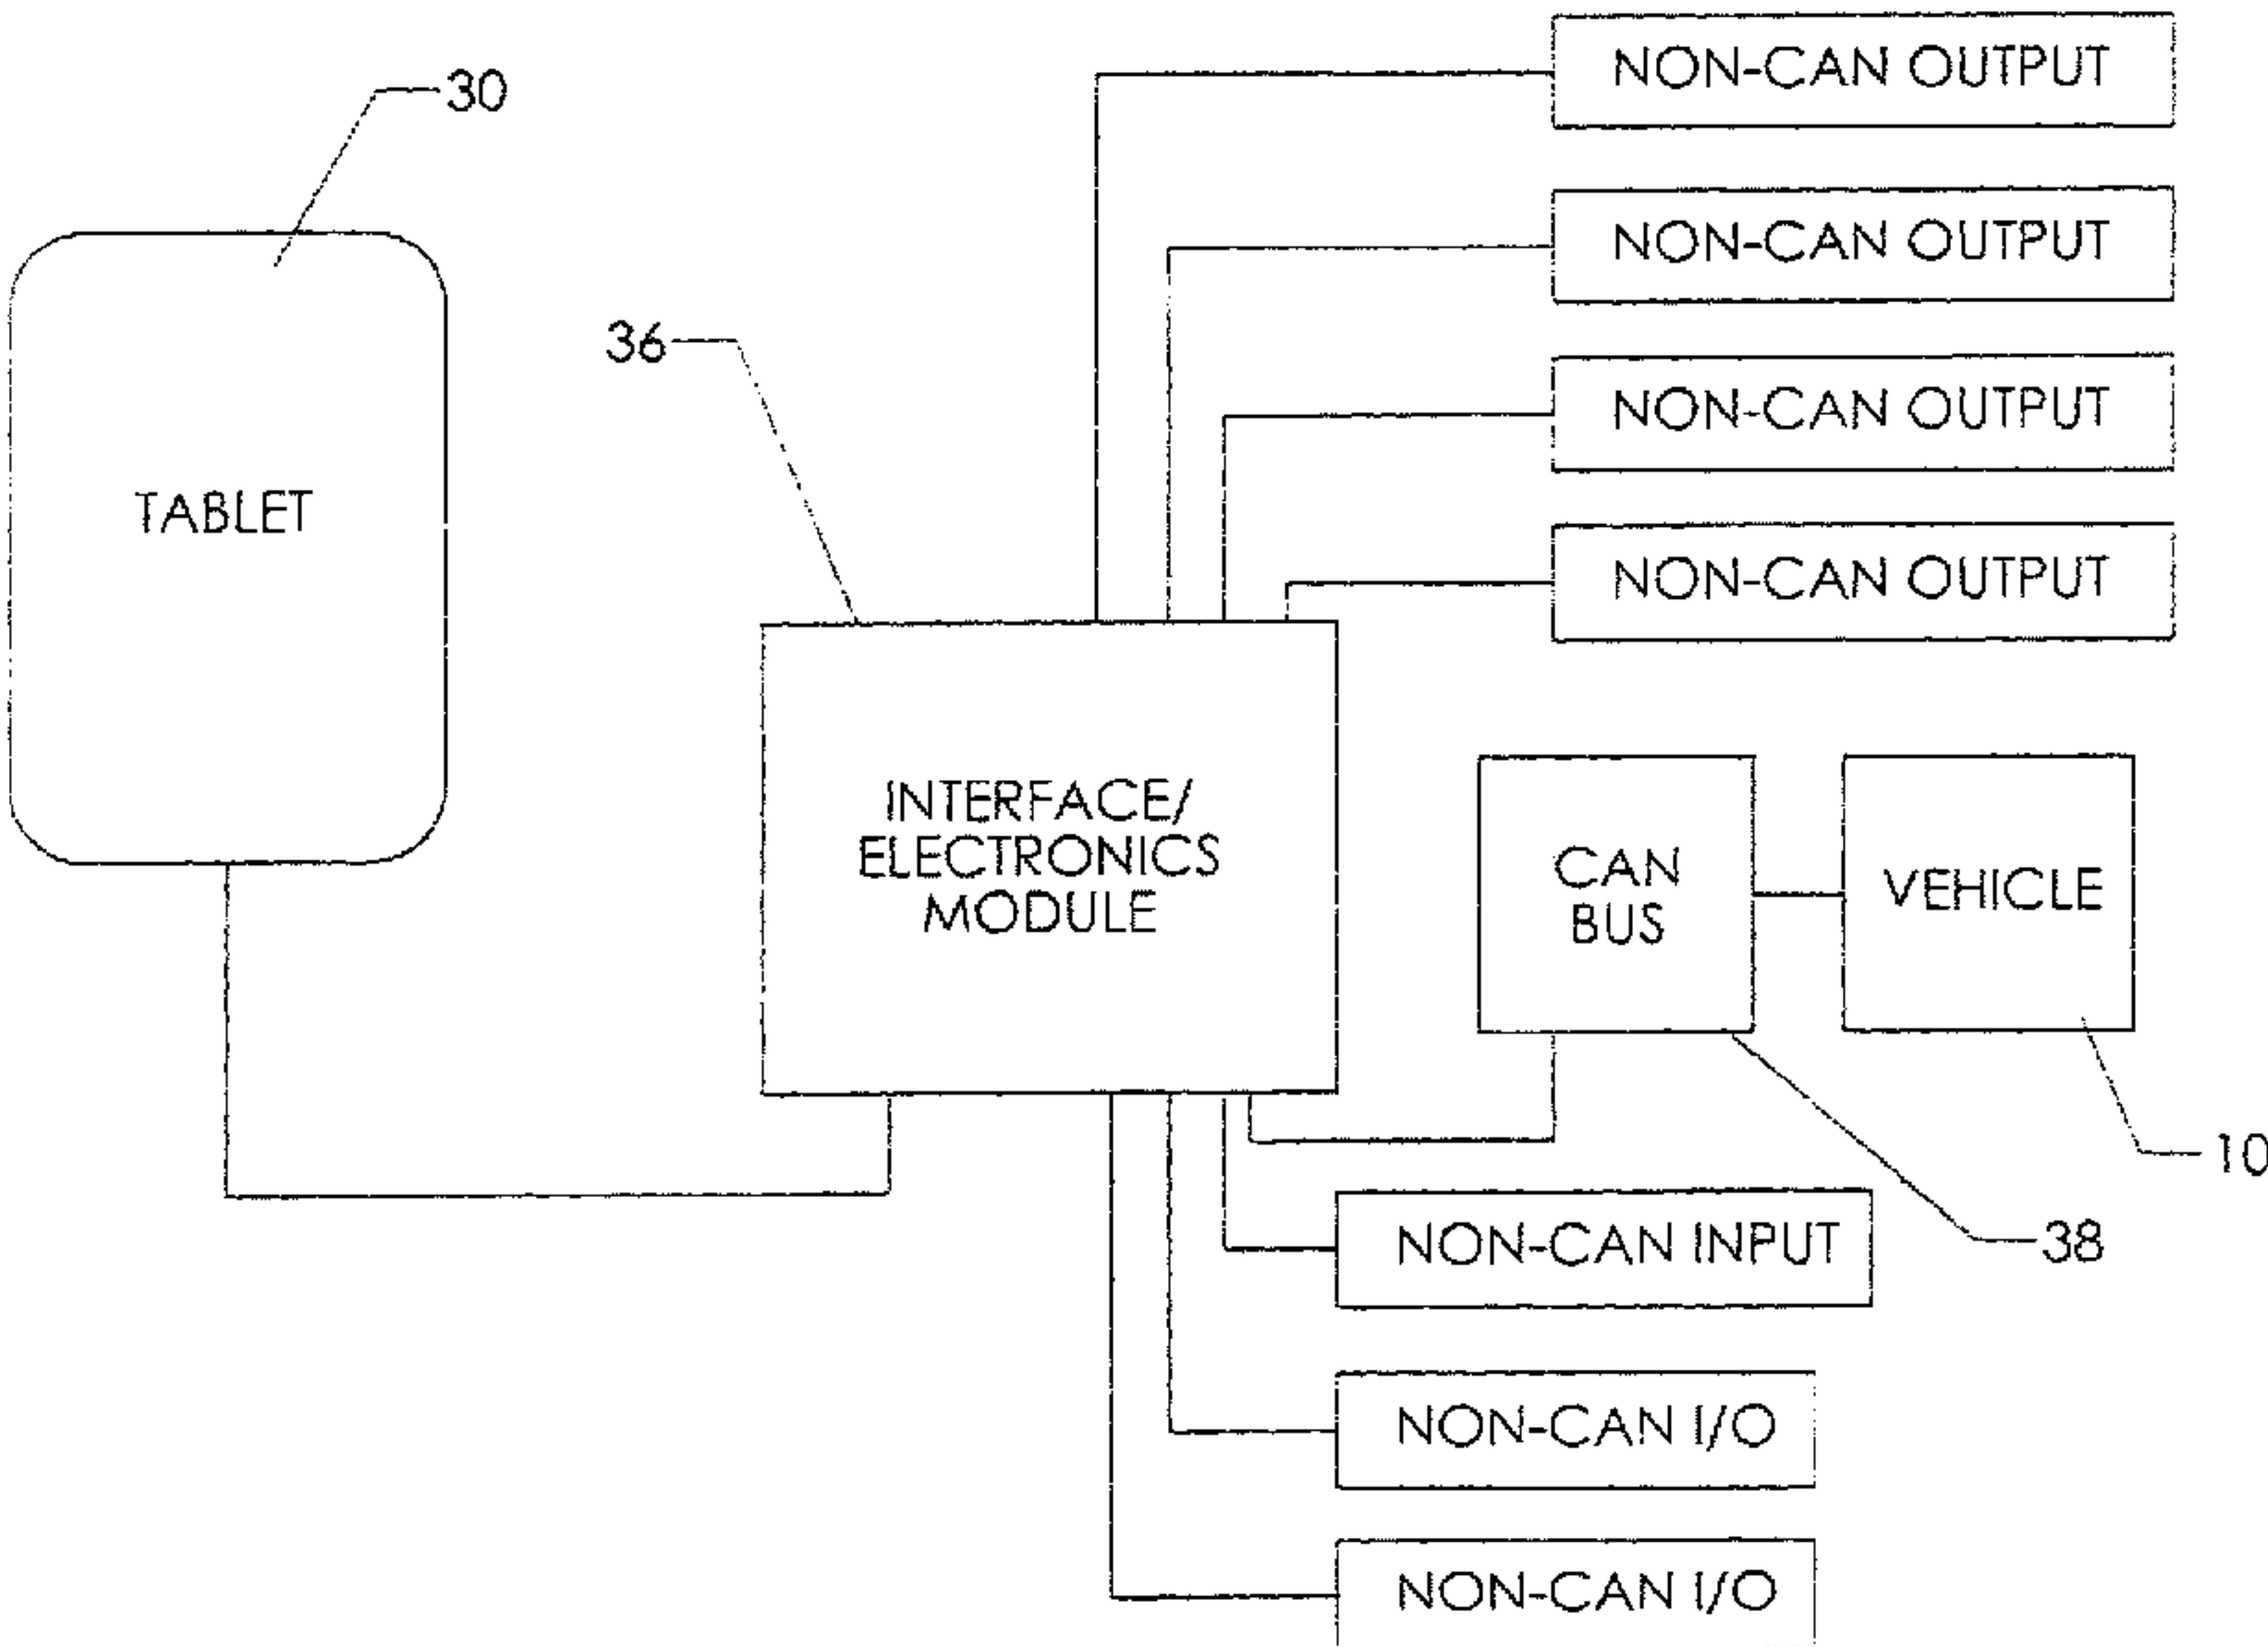 NON-CAN OUTPUT
30
NON-CAN OUTPUT
36
NON-CAN OUTPUT
TABLET
NON-CAN OUTPUT
INTERFACE/
ELECTRONICS
MODULE
CAN
BUS
VEHICLE
10
NON-CAN INPUT
38
NON-CAN I/O
NON-CAN I/O